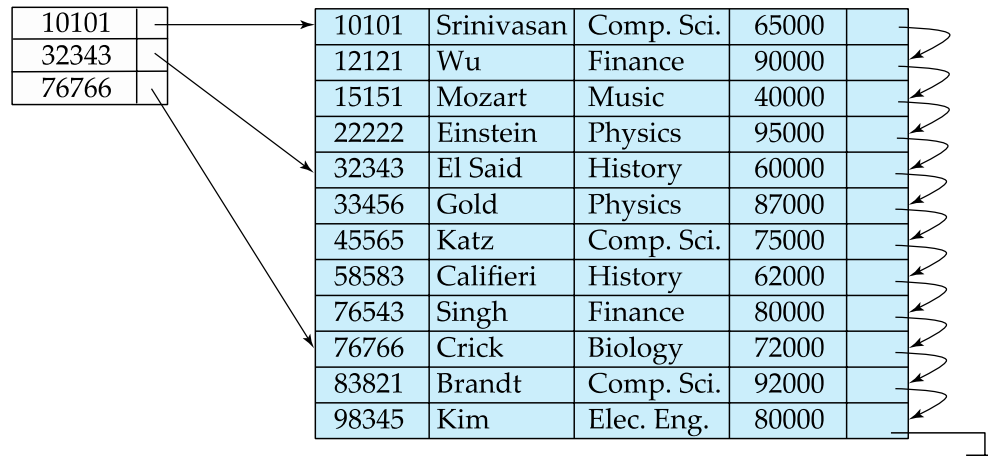 10101
32343
76766
10101 Srinivasan Comp. Sci. 65000
12121 Wu Finance 90000
15151 Mozart Music 40000
22222 Einstein Physics 95000
32343 El Said History 60000
33456 Gold Physics 87000
45565 Katz Comp. Sci. 75000
58583 Califieri History 62000
76543 Singh Finance 80000
76766 Crick Biology 72000
83821 Brandt Comp. Sci. 92000
98345 Kim Elec. Eng. 80000